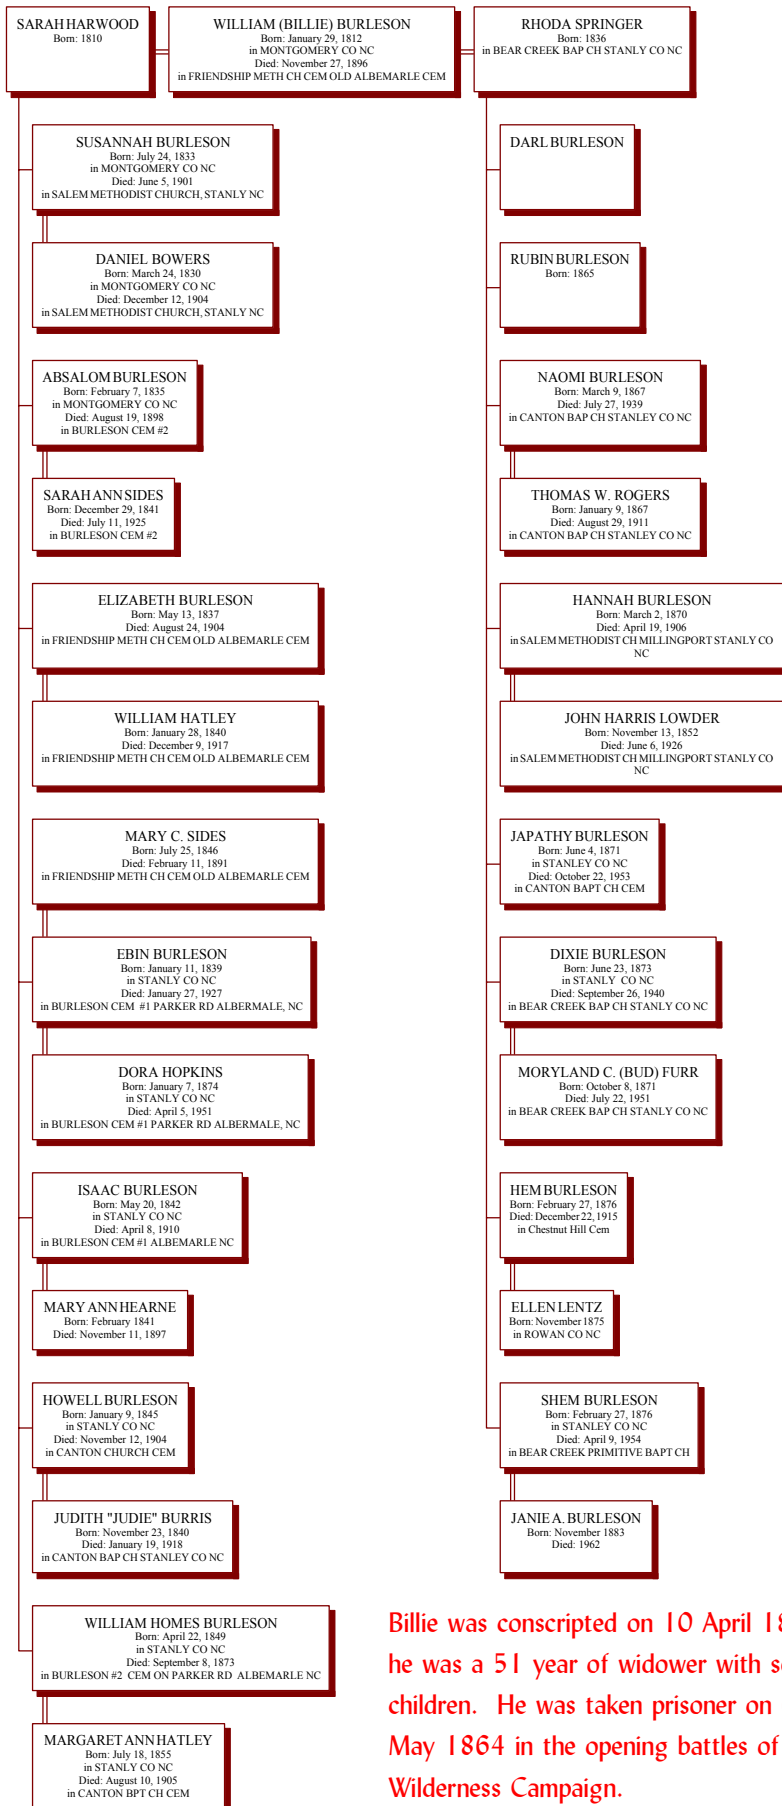 SARAH HARWOOD
Born: 1810
WILLIAM (BILLIE) BURLESON
Born: January 29, 1812
in MONTGOMERY CO NC
Died: November 27, 1896
in FRIENDSHIP METH CH CEM OLD ALBEMARLE CEM
RHODA SPRINGER
Born: 1836
in BEAR CREEK BAP CH STANLY CO NC
SUSANNAH BURLESON
Born: July 24, 1833
in MONTGOMERY CO NC
Died: June 5, 1901
in SALEM METHODIST CHURCH, STANLY NC
DANIEL BOWERS
Born: March 24, 1830
in MONTGOMERY CO NC
Died: December 12, 1904
in SALEM METHODIST CHURCH, STANLY NC
ABSALOM BURLESON
Born: February 7, 1835
in MONTGOMERY CO NC
Died: August 19, 1898
in BURLESON CEM #2
SARAH ANN SIDES
Born: December 29, 1841
Died: July 11, 1925
in BURLESON CEM #2
ELIZABETH BURLESON
Born: May 13, 1837
Died: August 24, 1904
in FRIENDSHIP METH CH CEM OLD ALBEMARLE CEM
WILLIAM HATLEY
Born: January 28, 1840
Died: December 9, 1917
in FRIENDSHIP METH CH CEM OLD ALBEMARLE CEM
MARY C. SIDES
Born: July 25, 1846
Died: February 11, 1891
in FRIENDSHIP METH CH CEM OLD ALBEMARLE CEM
EBIN BURLESON
Born: January 11, 1839
in STANLY CO NC
Died: January 27, 1927
in BURLESON CEM #1 PARKER RD ALBERMALE, NC
DORA HOPKINS
Born: January 7, 1874
in STANLY CO NC
Died: April 5, 1951
in BURLESON CEM #1 PARKER RD ALBERMALE, NC
ISAAC BURLESON
Born: May 20, 1842
in STANLY CO NC
Died: April 8, 1910
in BURLESON CEM #1 ALBEMARLE NC
MARY ANN HEARNE
Born: February 1841
Died: November 11, 1897
HOWELL BURLESON
Born: January 9, 1845
in STANLY CO NC
Died: November 12, 1904
in CANTON CHURCH CEM
JUDITH "JUDIE" BURRIS
Born: November 23, 1840
Died: January 19, 1918
in CANTON BAP CH STANLEY CO NC
WILLIAM HOMES BURLESON
Born: April 22, 1849
in STANLY CO NC
Died: September 8, 1873
in BURLESON #2 CEM ON PARKER RD ALBEMARLE NC
MARGARET ANN HATLEY
Born: July 18, 1855
in STANLY CO NC
Died: August 10, 1905
in CANTON BPT CH CEM
DARL BURLESON
RUBIN BURLESON
Born: 1865
NAOMI BURLESON
Born: March 9, 1867
Died: July 27, 1939
in CANTON BAP CH STANLEY CO NC
THOMAS W. ROGERS
Born: January 9, 1867
Died: August 29, 1911
in CANTON BAP CH STANLEY CO NC
HANNAH BURLESON
Born: March 2, 1870
Died: April 19, 1906
in SALEM METHODIST CH MILLINGPORT STANLY CO
NC
JOHN HARRIS LOWDER
Born: November 13, 1852
Died: June 6, 1926
in SALEM METHODIST CH MILLINGPORT STANLY CO
NC
JAPATHY BURLESON
Born: June 4, 1871
in STANLEY CO NC
Died: October 22, 1953
in CANTON BAPT CH CEM
DIXIE BURLESON
Born: June 23, 1873
in STANLY CO NC
Died: September 26, 1940
in BEAR CREEK BAP CH STANLY CO NC
MORYLAND C. (BUD) FURR
Born: October 8, 1871
Died: July 22, 1951
in BEAR CREEK BAP CH STANLY CO NC
HEM BURLESON
Born: February 27, 1876
Died: December 22, 1915
in Chestnut Hill Cem
ELLEN LENTZ
Born: November 1875
in ROWAN CO NC
SHEM BURLESON
Born: February 27, 1876
in STANLEY CO NC
Died: April 9, 1954
in BEAR CREEK PRIMITIVE BAPT CH
JANIE A. BURLESON
Born: November 1883
Died: 1962
Billie was conscripted on 10 April
he was a 51 year of widower with
children. He was taken prisoner on
May 1864 in the opening battles of
Wilderness Campaign.